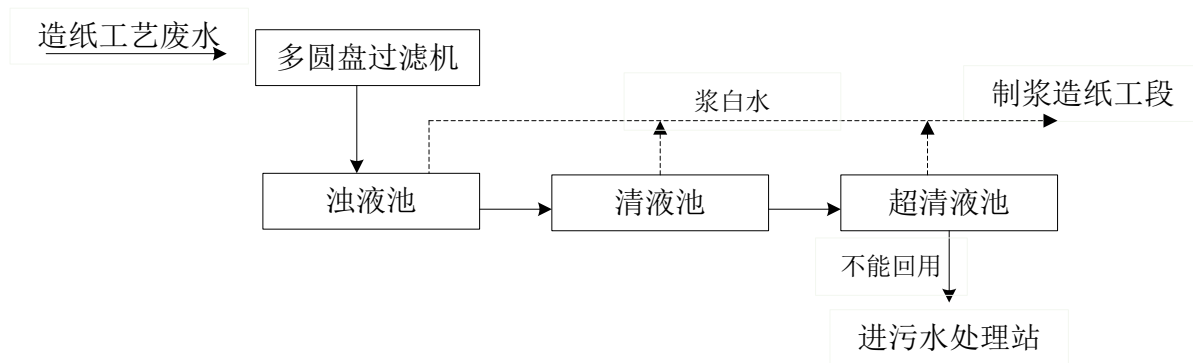 造纸工艺废水
多圆盘过滤机
浆白水
制浆造纸工段
浊液池
清液池
超清液池
不能回用
进污水处理站